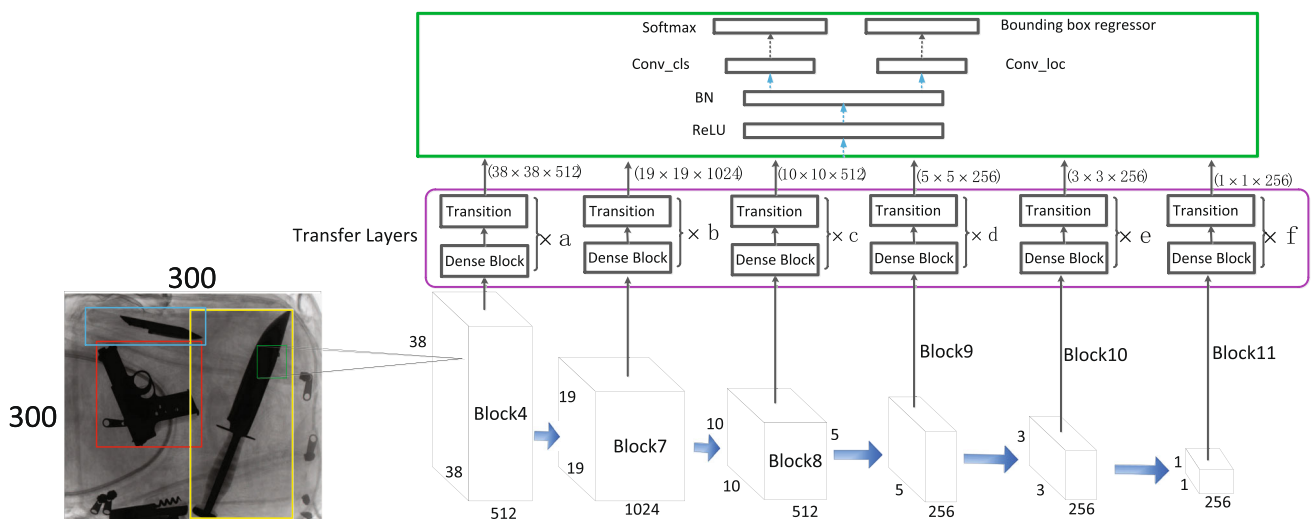 Softmax
Bounding box regressor
Conv_cls
Conv_loc
BN
ReLU
(38×38×512)
(19×19×1024)
(10×10×512)
(5×5×256)
(3×3×256)
(1×1×256)
Transfer Layers
Transition
Dense Block
× a
Transition
Dense Block
× b
Transition
Dense Block
× c
Transition
Dense Block
× d
Transition
Dense Block
× e
Transition
Dense Block
× f
300
300
38
38
512
Block4
19
19
1024
Block7
10
10
512
Block8
5
5
256
Block9
3
3
256
Block10
1
1
256
Block11